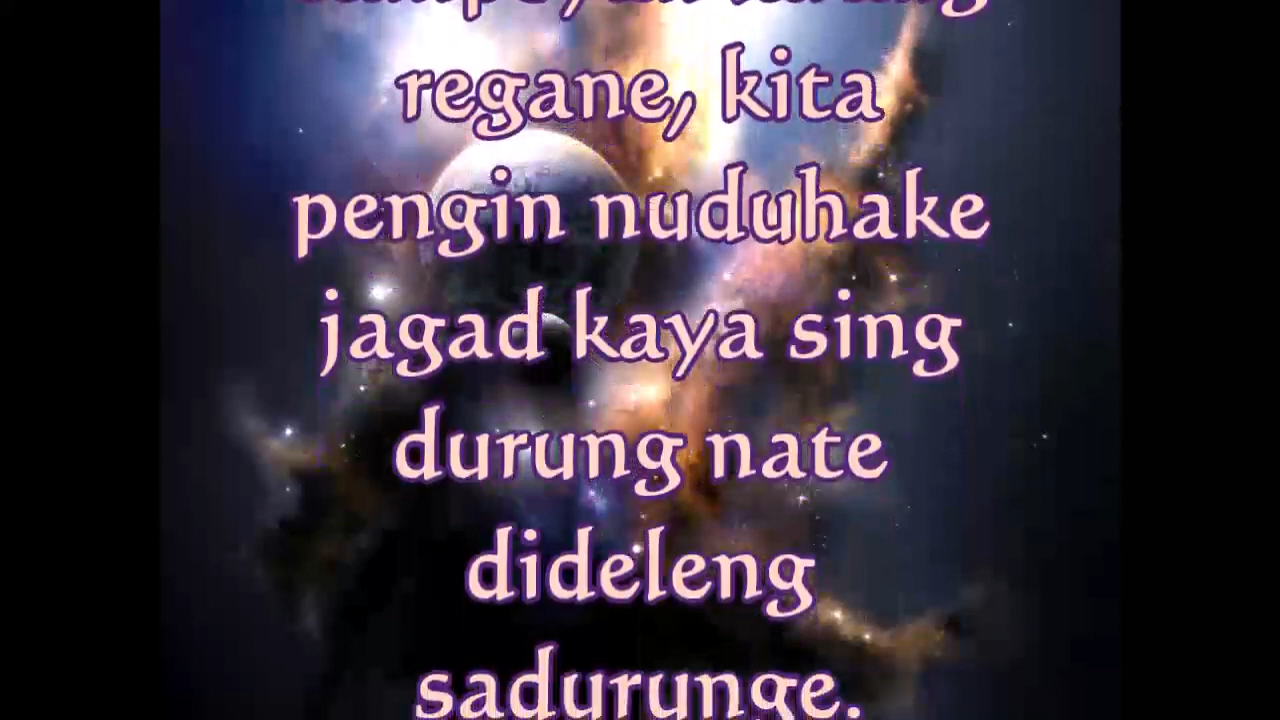 regane, kita
pengin nuduhake
jagad kaya sing
durung nate
dideleng
sadurunge.